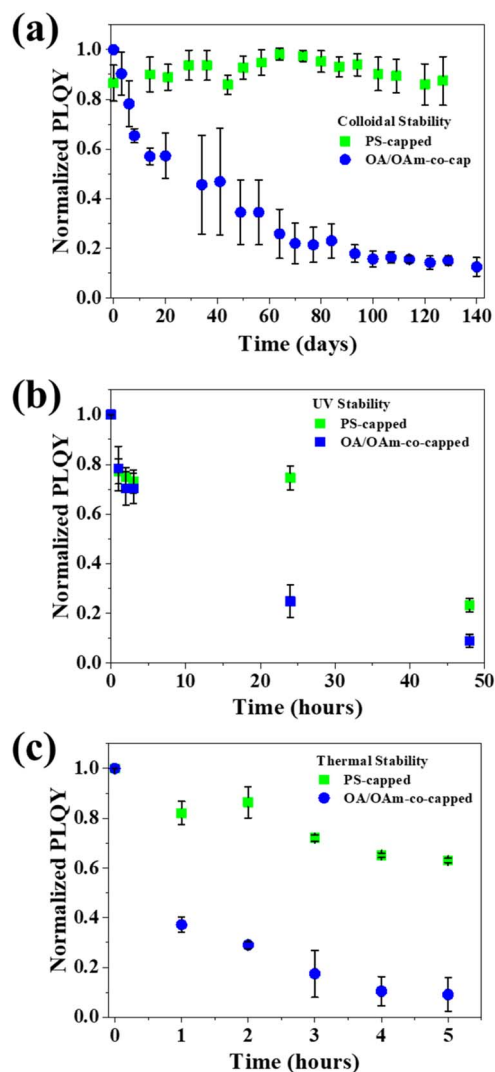 (a)
Normalized PLQY
1.0
0.8
0.6
0.4
0.2
0.0
Colloidal Stability
PS-capped
OA/OAm-co-cap
0 20 40 60 80 100 120 140
Time (days)
(b)
Normalized PLQY
1.0
0.8
0.6
0.4
0.2
0.0
UV Stability
PS-capped
OA/OAm-co-capped
0 10 20 30 40 50
Time (hours)
(c)
Normalized PLQY
1.0
0.8
0.6
0.4
0.2
0.0
Thermal Stability
PS-capped
OA/OAm-co-capped
0 1 2 3 4 5
Time (hours)